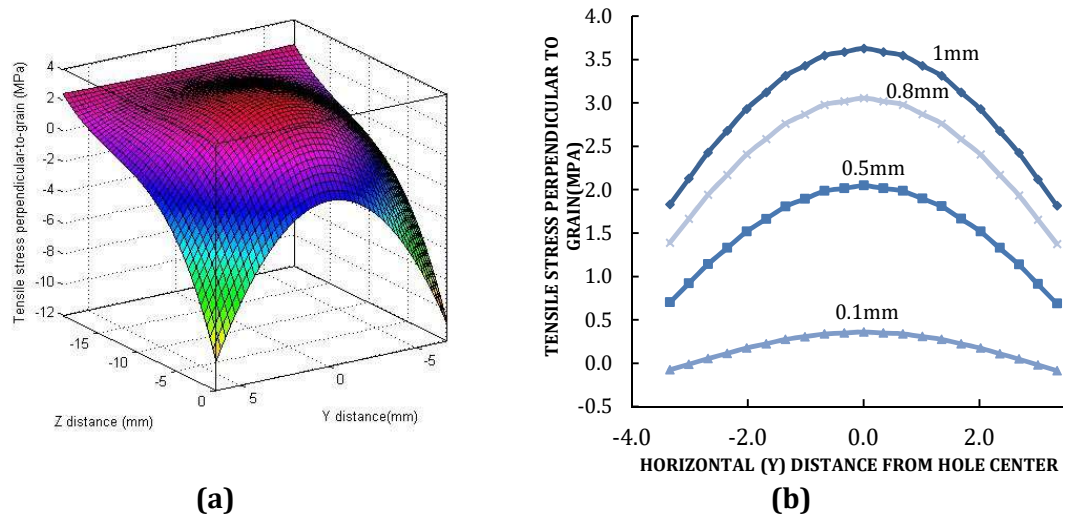 4
2
0
-2
-4
-6
-8
-10
-12
Tensile stress perpendicular-to-grain (MPa)
-15
-10
-5
0
Z distance (mm)
5
0
-5
Y distance(mm)
(a)
4.0
3.5
3.0
2.5
2.0
1.5
1.0
0.5
0.0
-0.5
TENSILE STRESS PERPENDICULAR TO
GRAIN(MPA)
1mm
0.8mm
0.5mm
0.1mm
-4.0
-2.0
0.0
2.0
HORIZONTAL (Y) DISTANCE FROM HOLE CENTER
(b)